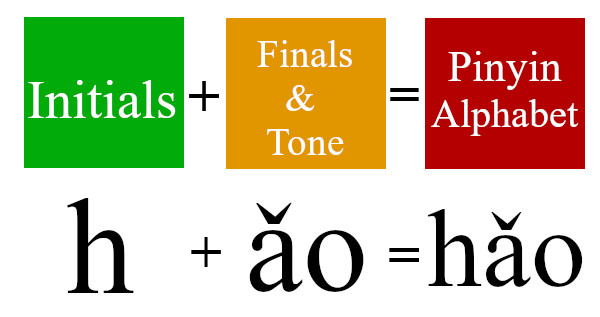 Initials + Finals & Tone = Pinyin Alphabet
h + ǎo = hǎo